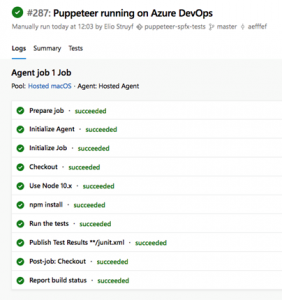 #287: Puppeteer running on Azure DevOps
Manually run today at 12:03 by Elio Struyf puppeteer-spfx-tests master aefffef
Logs Summary Tests
Agent job 1 Job
Pool: Hosted macOS · Agent: Hosted Agent
Prepare job · succeeded
Initialize Agent · succeeded
Initialize Job · succeeded
Checkout · succeeded
Use Node 10.x · succeeded
npm install · succeeded
Run the tests · succeeded
Publish Test Results **/junit.xml · succeeded
Post-job: Checkout · succeeded
Report build status · succeeded